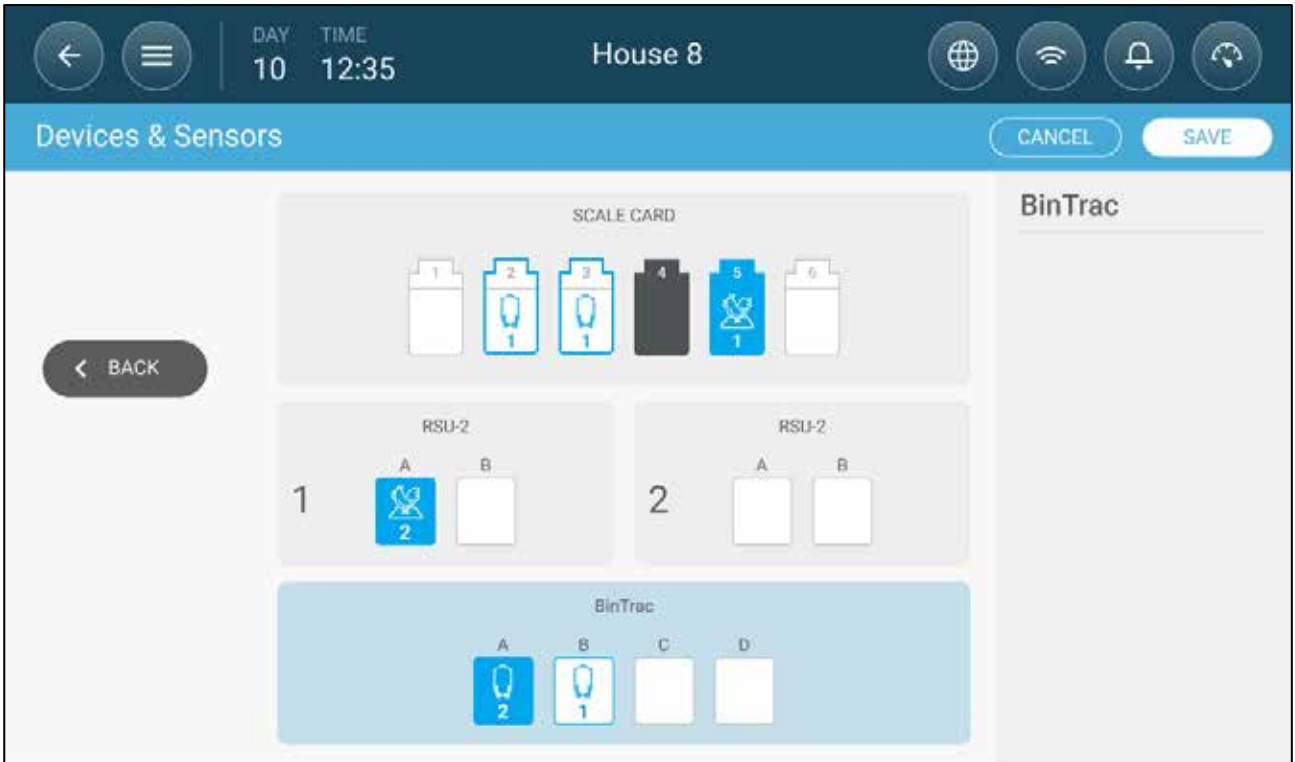 DAY TIME
10 12:35 House 8
Devices & Sensors CANCEL SAVE
SCALE CARD BinTrac
1 2 3 4 5 6
1 1 1
BACK
RSU-2 RSU-2
A B A B
1 2
2
BinTrac
A B C D
2 1